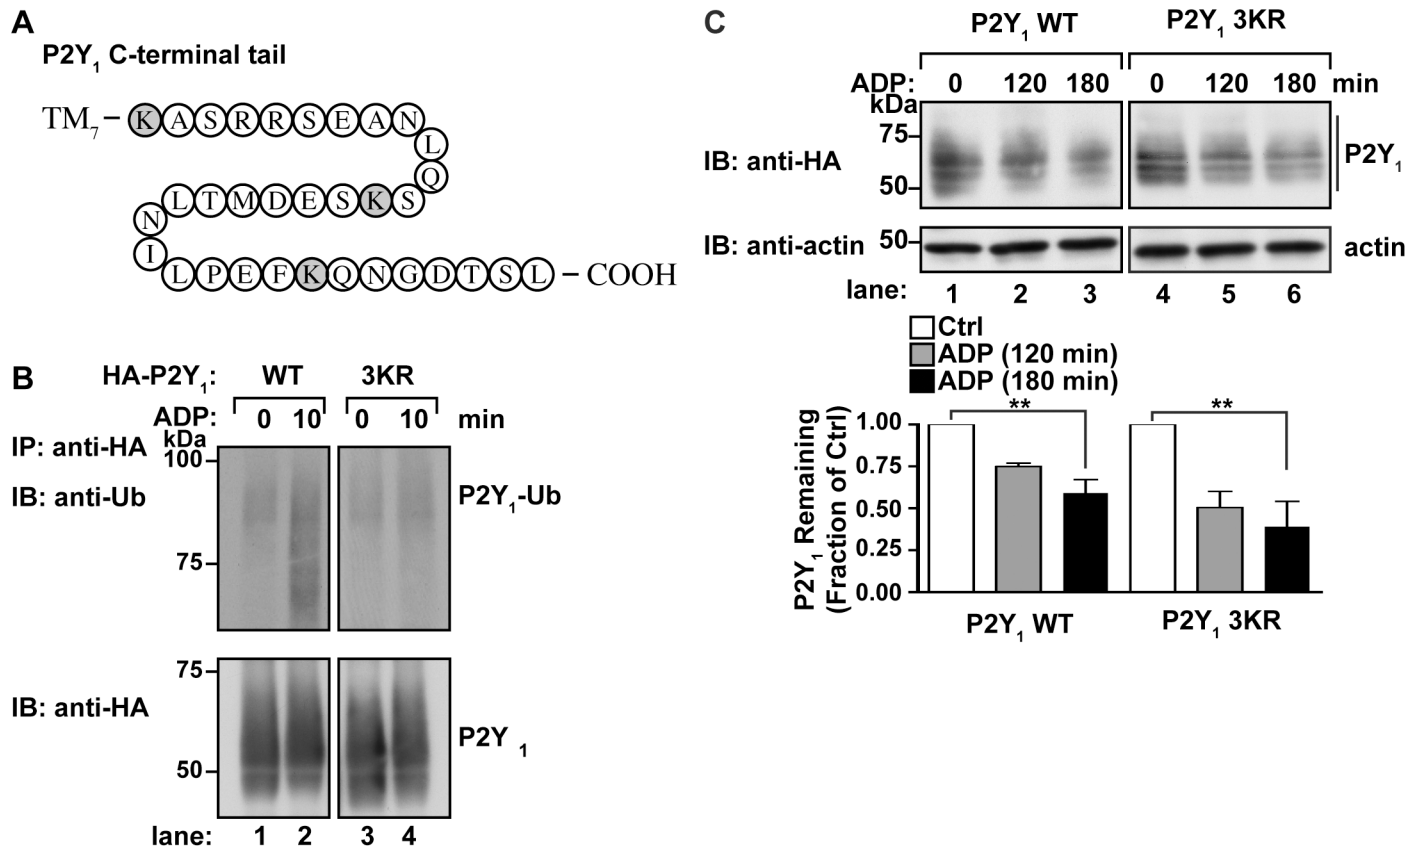 A
P2Y1 C-terminal tail
TM7 – K A S R R S E A N
L
Q
L T M D E S K S
N
I
L P E F K Q N G D T S L – COOH
B
HA-P2Y1: WT 3KR
ADP: 0 10 0 10 min
kDa
IP: anti-HA
100
IB: anti-Ub
P2Y1-Ub
75
75
IB: anti-HA
P2Y 1
50
lane: 1 2 3 4
C
P2Y1 WT P2Y1 3KR
ADP: 0 120 180 0 120 180 min
kDa
75
IB: anti-HA
P2Y1
50
IB: anti-actin 50 actin
lane: 1 2 3 4 5 6
Ctrl
ADP (120 min)
ADP (180 min)
** **
P2Y1 Remaining
(Fraction of Ctrl)
1.00
0.75
0.50
0.25
0.00
P2Y1 WT P2Y1 3KR